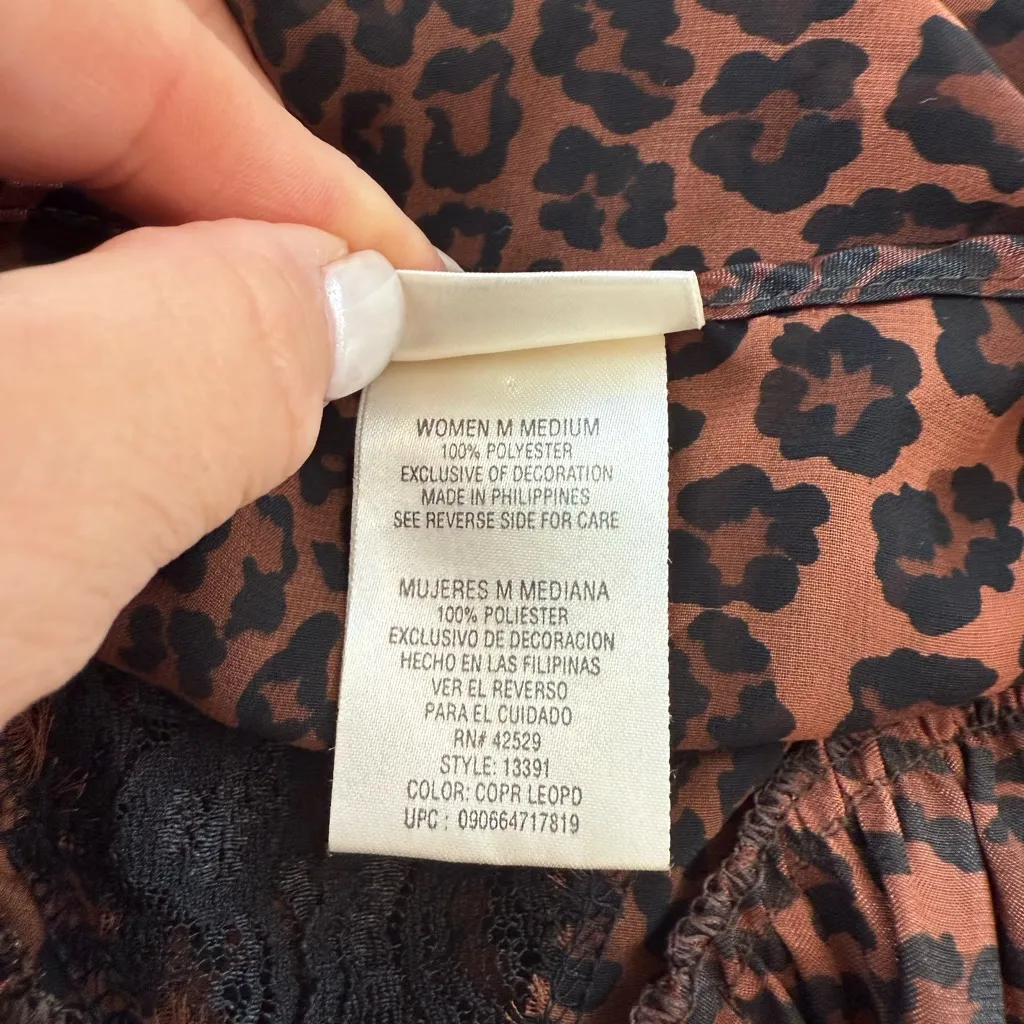 WOMEN M MEDIUM
100% POLYESTER
EXCLUSIVE OF DECORATION
MADE IN PHILIPPINES
SEE REVERSE SIDE FOR CARE
MUJERES M MEDIANA
100% POLIESTER
EXCLUSIVO DE DECORACION
HECHO EN LAS FILIPINAS
VER EL REVERSO
PARA EL CUIDADO
RN# 42529
STYLE: 13391
COLOR: COPR LEOPD
UPC : 090664717819